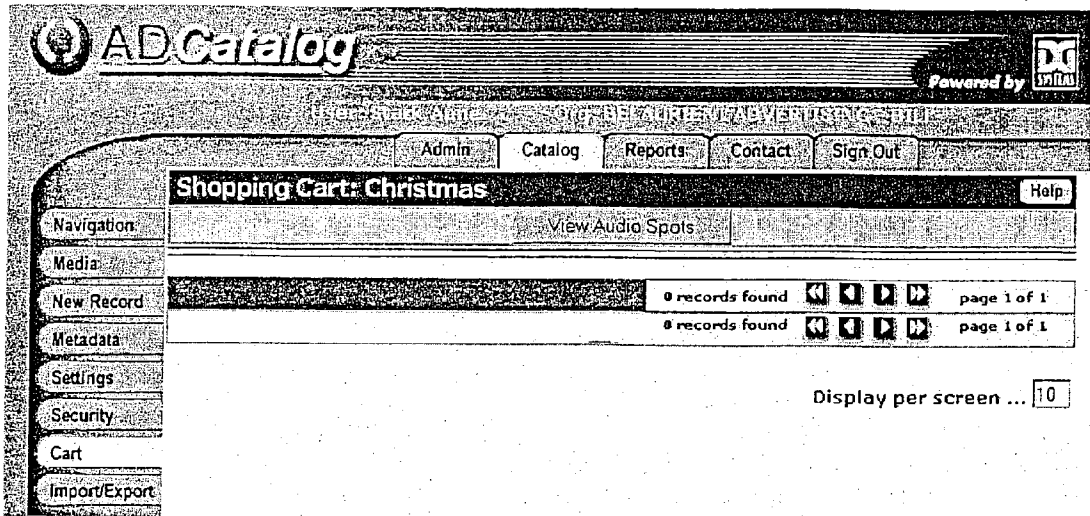 ADCatalog
Powered by
Admin Catalog Reports Contact Sign Out
Shopping Cart: Christmas Help
View Audio Spots
Navigation
Media
New Record
Metadata
Settings
Security
Cart
Import/Export
0 records found page 1 of 1
0 records found page 1 of 1
Display per screen ... 10